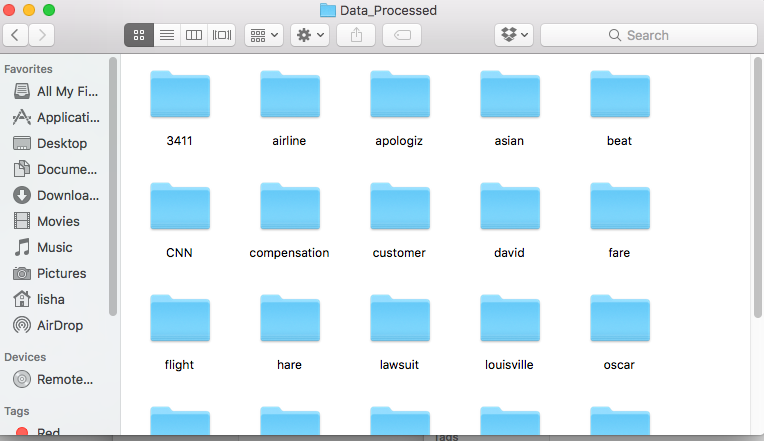 Data_Processed
Search
Favorites
All My Fi...
Applicati...
Desktop
Docume...
Downloa...
Movies
Music
Pictures
lisha
AirDrop
Devices
Remote...
Tags
Red
3411 airline apologiz asian beat
CNN compensation customer david fare
flight hare lawsuit louisville oscar
Tags